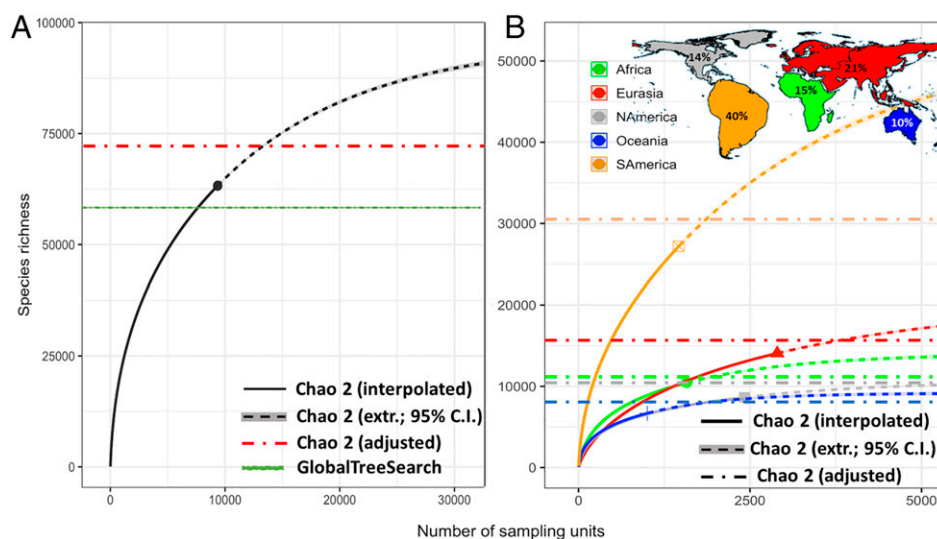 A
100000
75000
50000
25000
0
Species richness
0
10000
20000
30000
Chao 2 (interpolated)
Chao 2 (extr.; 95% C.I.)
Chao 2 (adjusted)
GlobalTreeSearch
B
50000
40000
30000
20000
10000
0
0
2500
5000
Africa
Eurasia
NAmerica
Oceania
SAmerica
14%
21%
15%
40%
10%
Chao 2 (interpolated)
Chao 2 (extr.; 95% C.I.)
Chao 2 (adjusted)
Number of sampling units